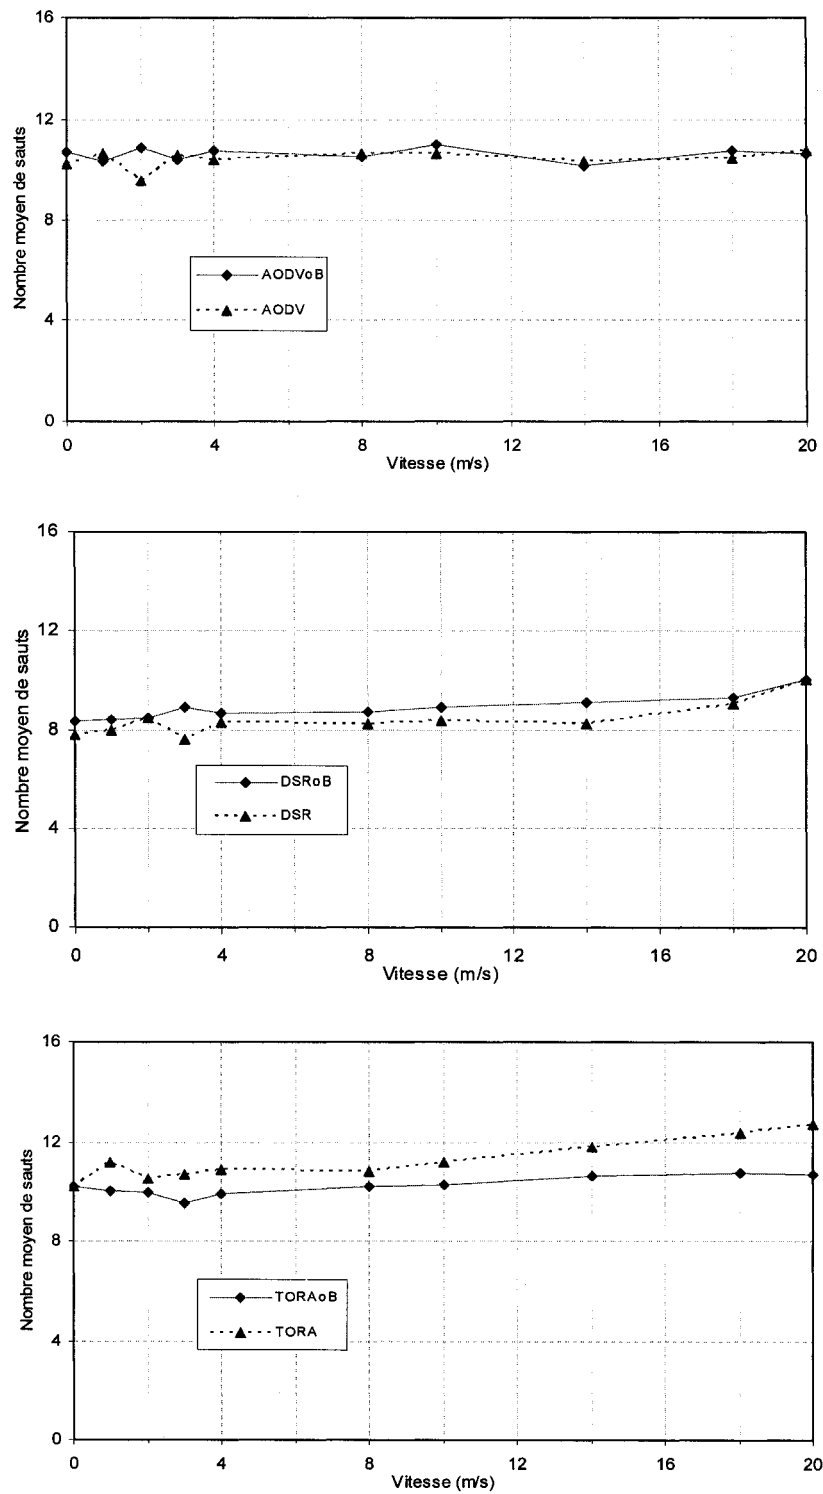 16
12
8
4
0
Nombre moyen de sauts
AODVoB
AODV
0 4 8 12 16 20
Vitesse (m/s)
16
12
8
4
0
Nombre moyen de sauts
DSRoB
DSR
0 4 8 12 16 20
Vitesse (m/s)
16
12
8
4
0
Nombre moyen de sauts
TORAoB
TORA
0 4 8 12 16 20
Vitesse (m/s)